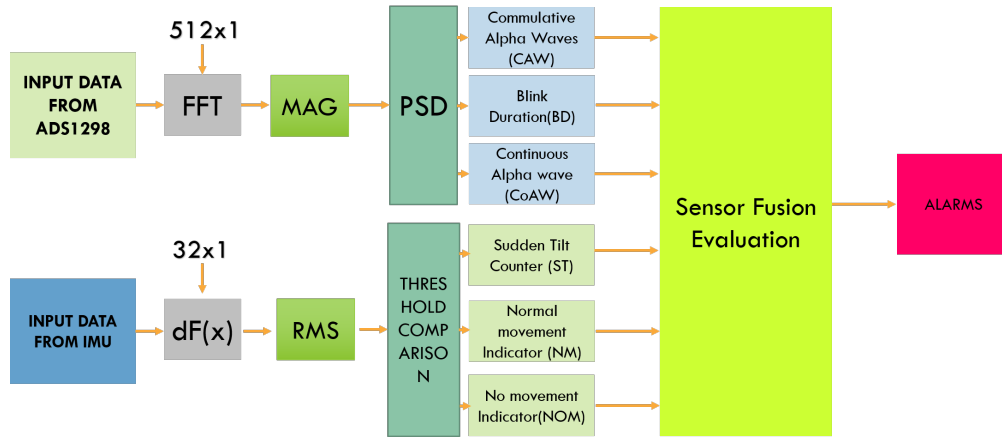 512x1
INPUT DATA
FROM
ADS1298
FFT
MAG
PSD
Commulative
Alpha Waves
(CAW)
Blink
Duration(BD)
Continuous
Alpha wave
(CoAW)
32x1
INPUT DATA
FROM IMU
dF(x)
RMS
THRES
HOLD
COMP
ARISO
N
Sudden Tilt
Counter (ST)
Normal
movement
Indicator (NM)
No movement
Indicator(NOM)
Sensor Fusion
Evaluation
ALARMS